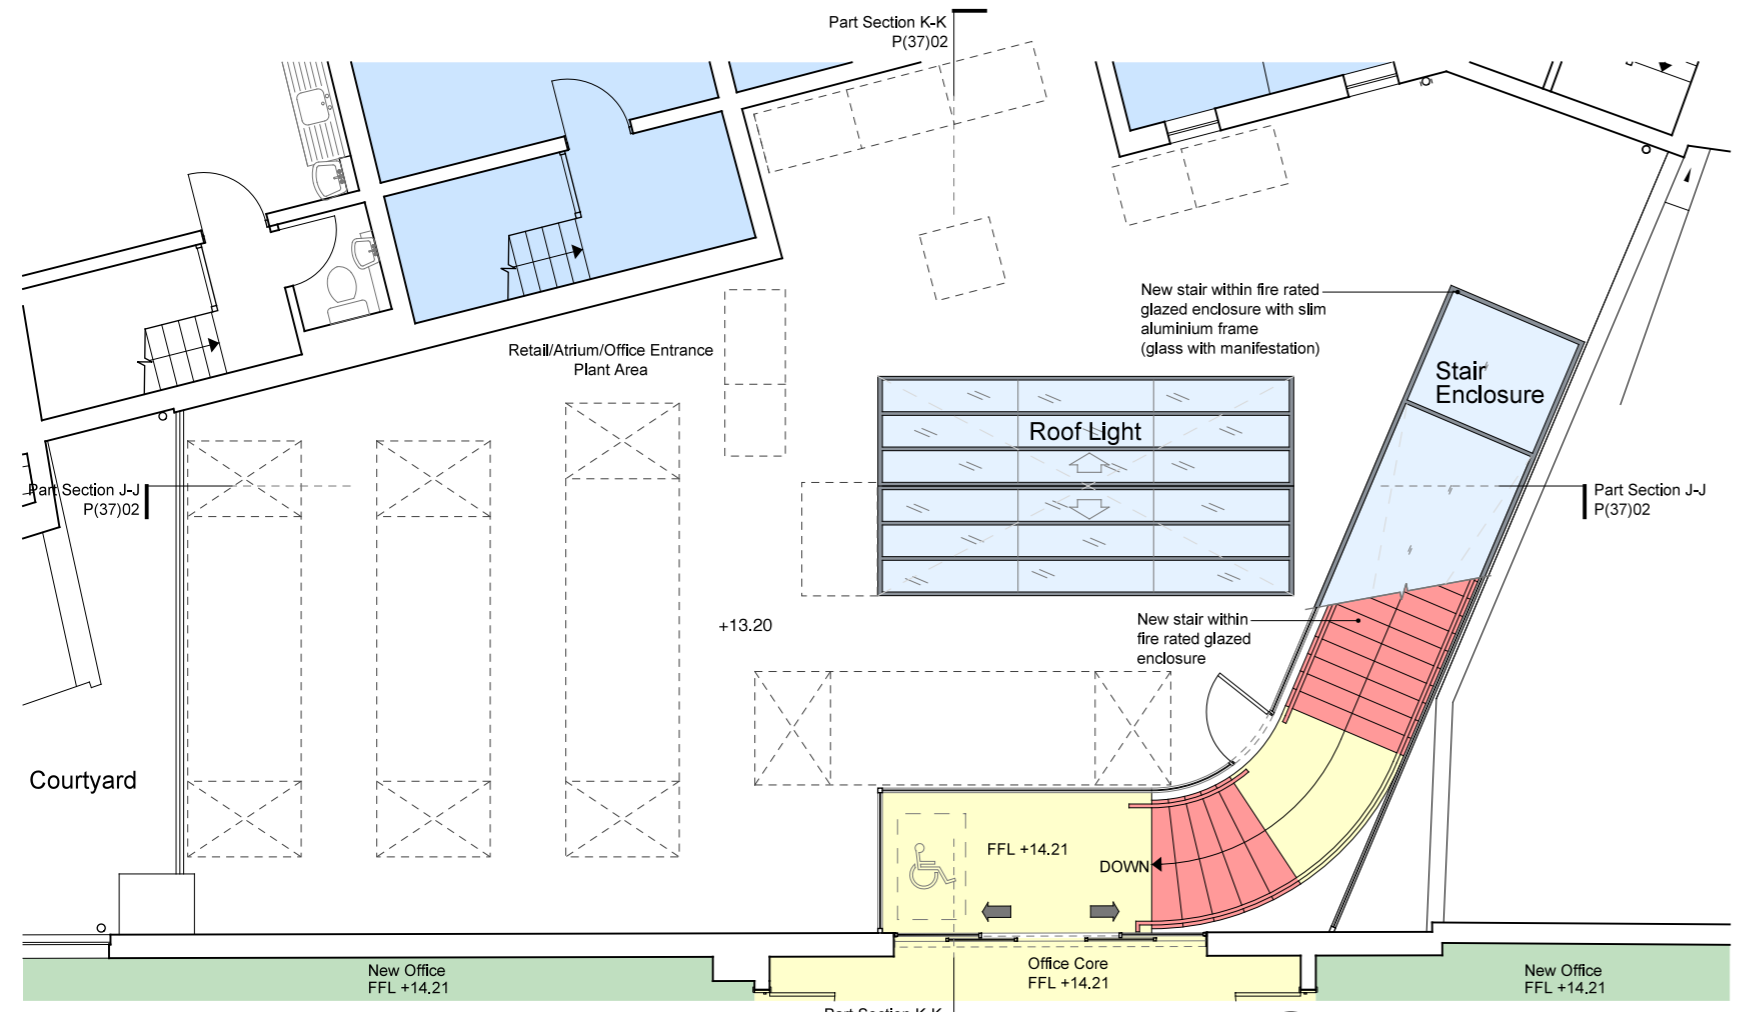 Part Section K-K
P(37)02
New stair within fire rated
glazed enclosure with slim
aluminium frame
(glass with manifestation)
Retail/Atrium/Office Entrance
Plant Area
Stair
Enclosure
Roof Light
Part Section J-J
P(37)02
Part Section J-J
P(37)02
+13.20
New stair within
fire rated glazed
enclosure
Courtyard
FFL +14.21
DOWN
New Office
FFL +14.21
Office Core
FFL +14.21
New Office
FFL +14.21
Part Section K-K